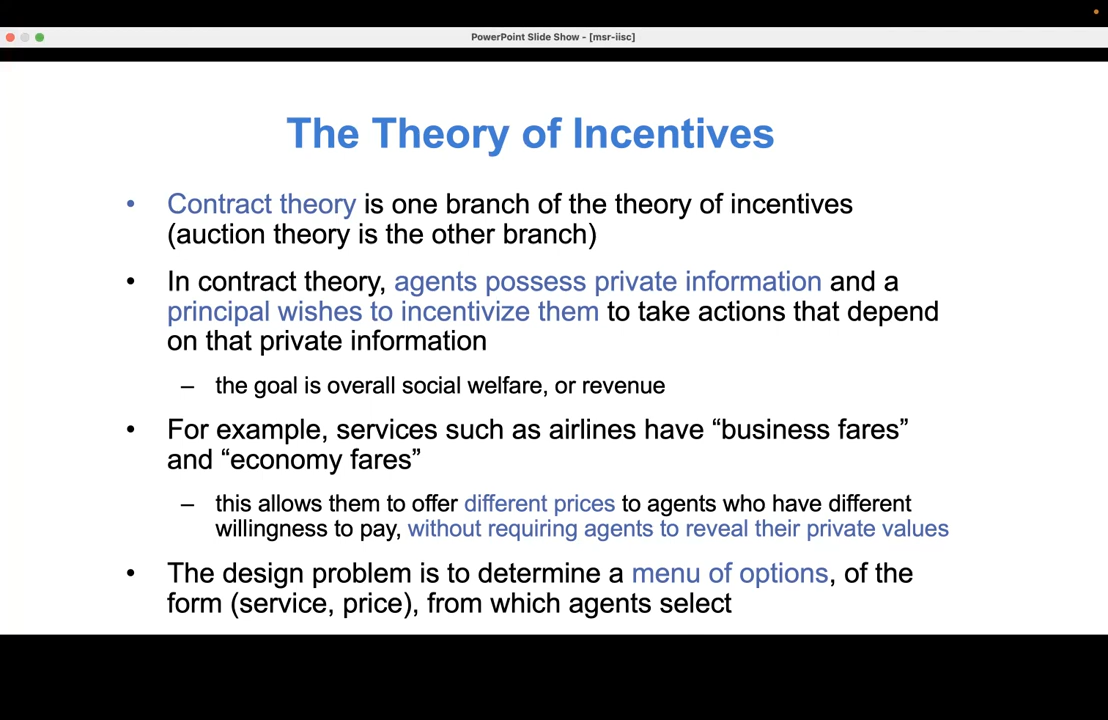 PowerPoint Slide Show - [msr-iisc]
The Theory of Incentives
• Contract theory is one branch of the theory of incentives
(auction theory is the other branch)
• In contract theory, agents possess private information and a
principal wishes to incentivize them to take actions that depend
on that private information
– the goal is overall social welfare, or revenue
• For example, services such as airlines have “business fares”
and “economy fares”
– this allows them to offer different prices to agents who have different
willingness to pay, without requiring agents to reveal their private values
• The design problem is to determine a menu of options, of the
form (service, price), from which agents select